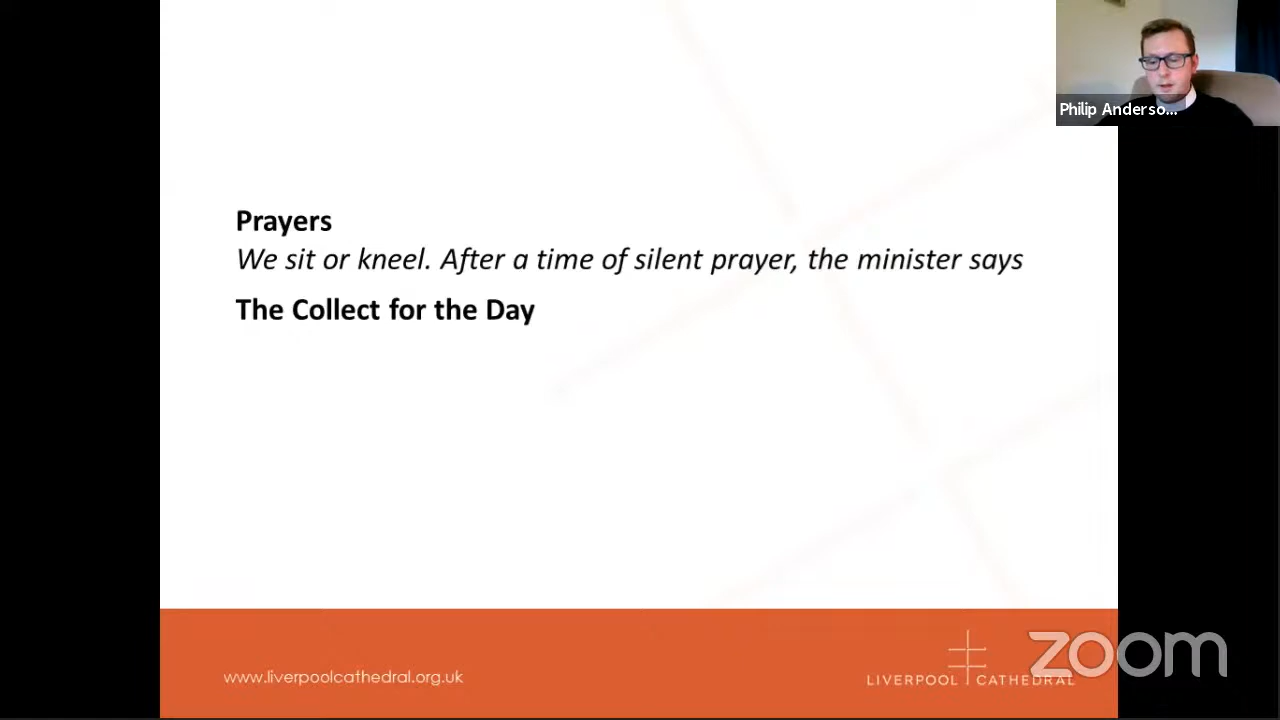 Prayers
We sit or kneel. After a time of silent prayer, the minister says
The Collect for the Day
Philip Anderso...
www.liverpoolcathedral.org.uk
LIVERPOOL CATHEDRAL
zoom